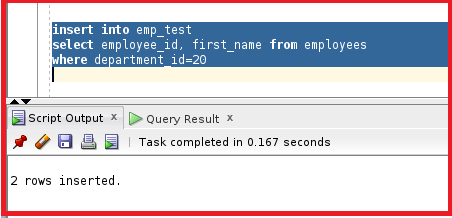 insert into emp_test
select employee_id, first_name from employees
where department_id=20
Script Output x Query Result x
Task completed in 0.167 seconds
2 rows inserted.